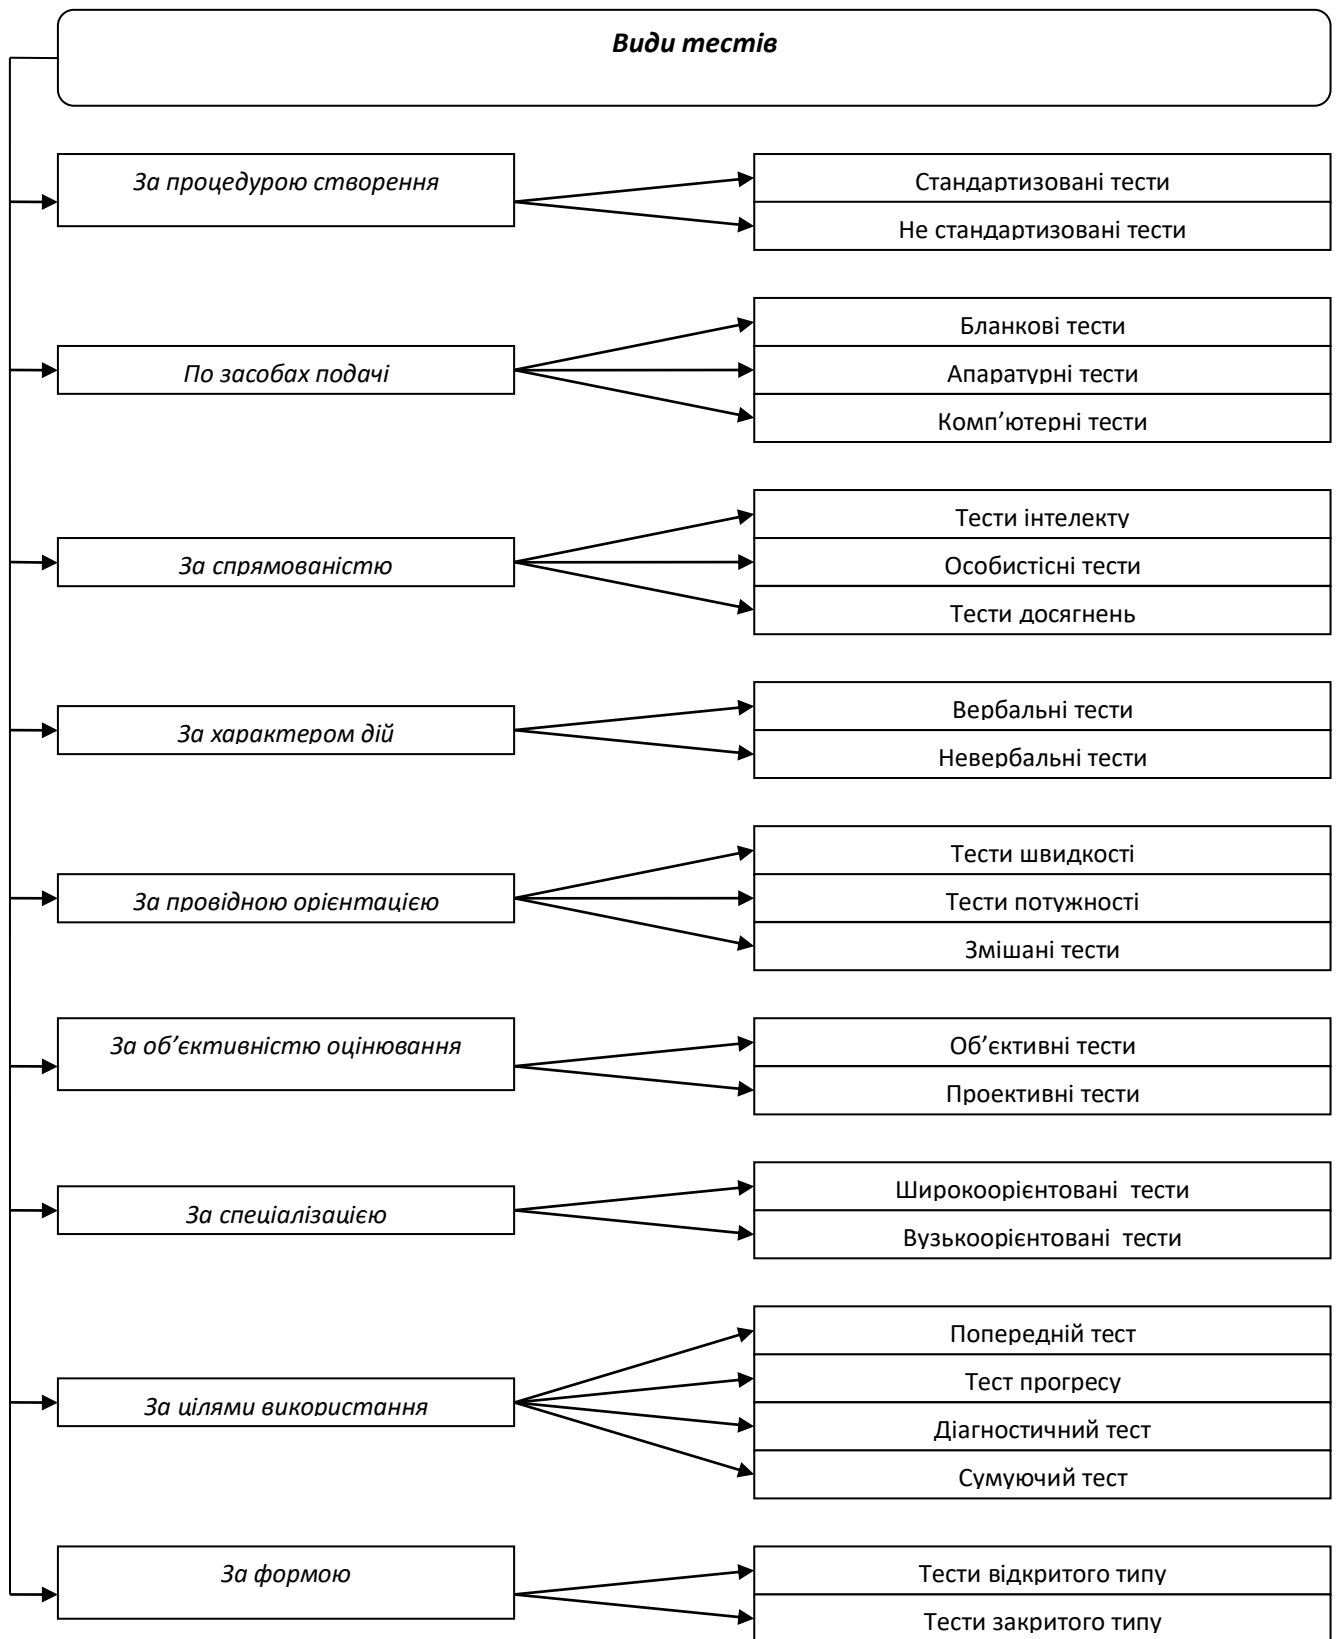 Види тестів
За процедурою створення
Стандартизовані тести
Не стандартизовані тести
По засобах подачі
Бланкові тести
Апаратурні тести
Комп’ютерні тести
За спрямованістю
Тести інтелекту
Особистісні тести
Тести досягнень
За характером дій
Вербальні тести
Невербальні тести
За провідною орієнтацією
Тести швидкості
Тести потужності
Змішані тести
За об’єктивністю оцінювання
Об’єктивні тести
Проективні тести
За спеціалізацією
Широкоорієнтовані тести
Вузькоорієнтовані тести
За цілями використання
Попередній тест
Тест прогресу
Діагностичний тест
Сумуючий тест
За формою
Тести відкритого типу
Тести закритого типу